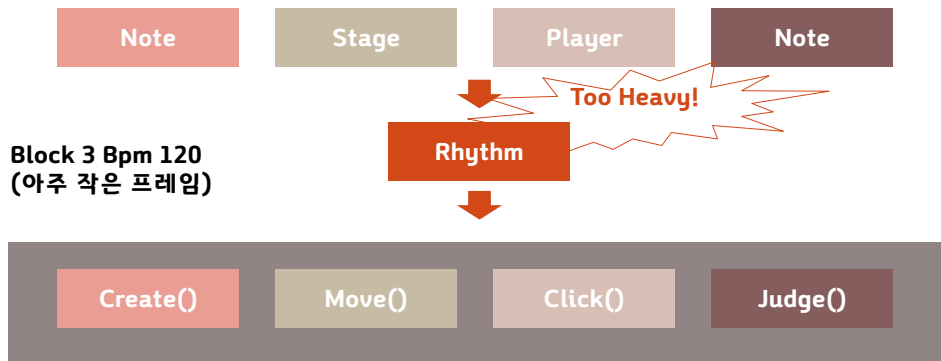 Note
Stage
Player
Note
Too Heavy!
Rhythm
Block 3 Bpm 120
(아주 작은 프레임)
Create()
Move()
Click()
Judge()